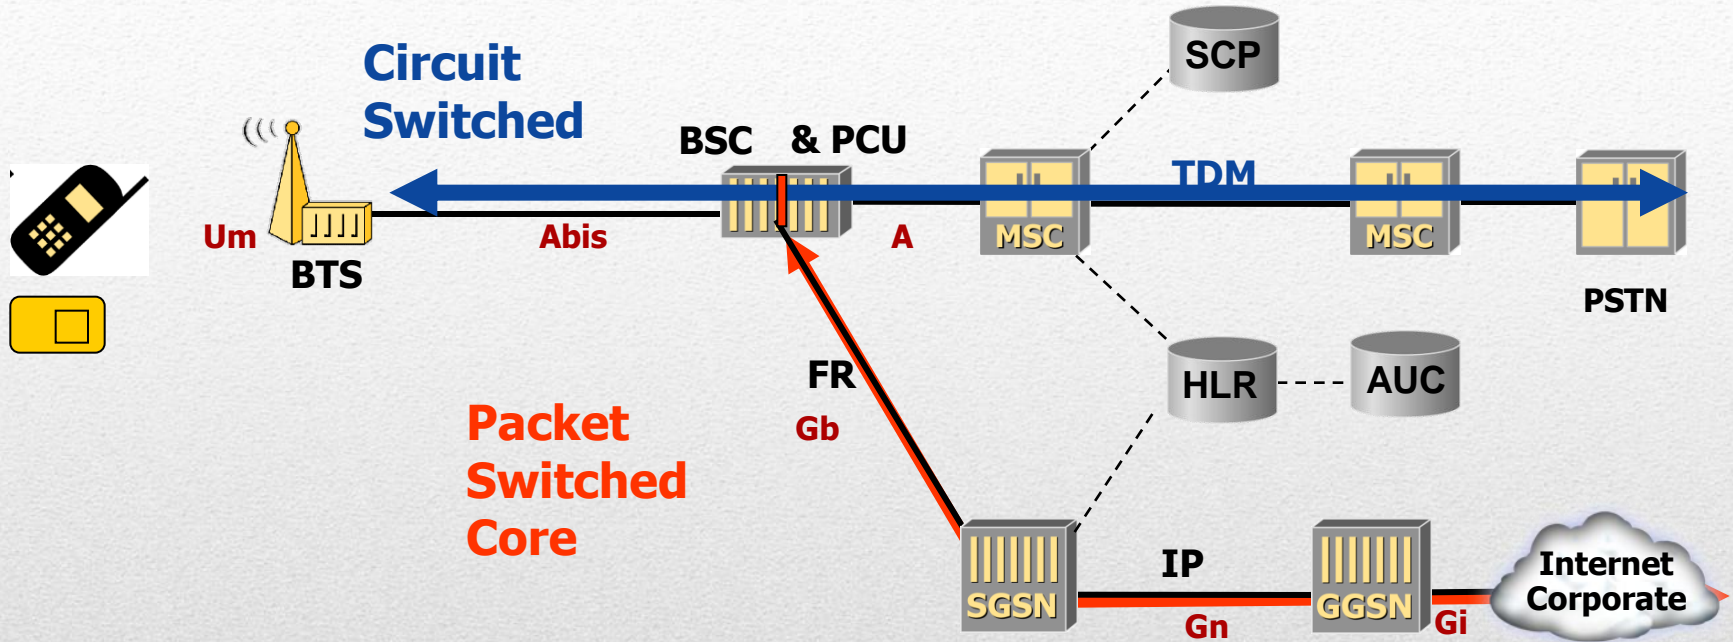 SCP
Circuit
Switched
BSC & PCU
TDM
Um
Abis
A
MSC
MSC
BTS
PSTN
FR
HLR
AUC
Gb
Packet
Switched
Core
IP
Internet
Corporate
SGSN
GGSN
Gn
Gi